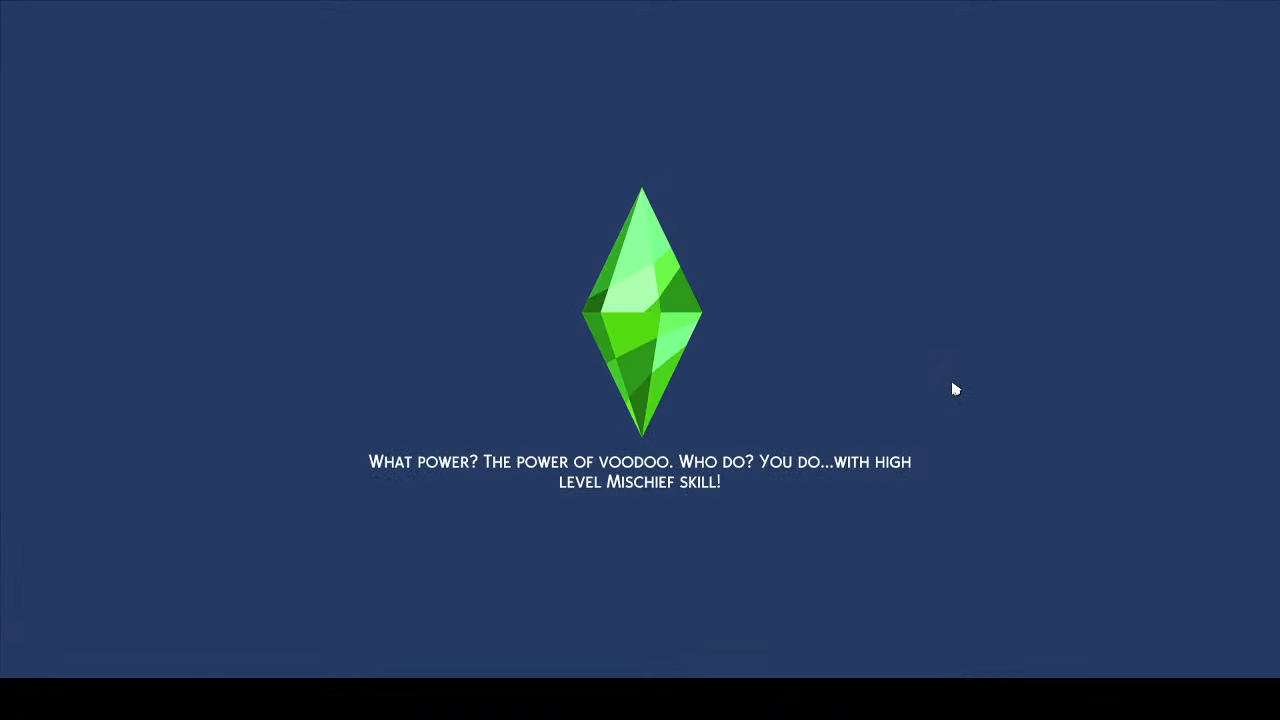 What power? The power of voodoo. Who do? You do...with high
level Mischief skill!